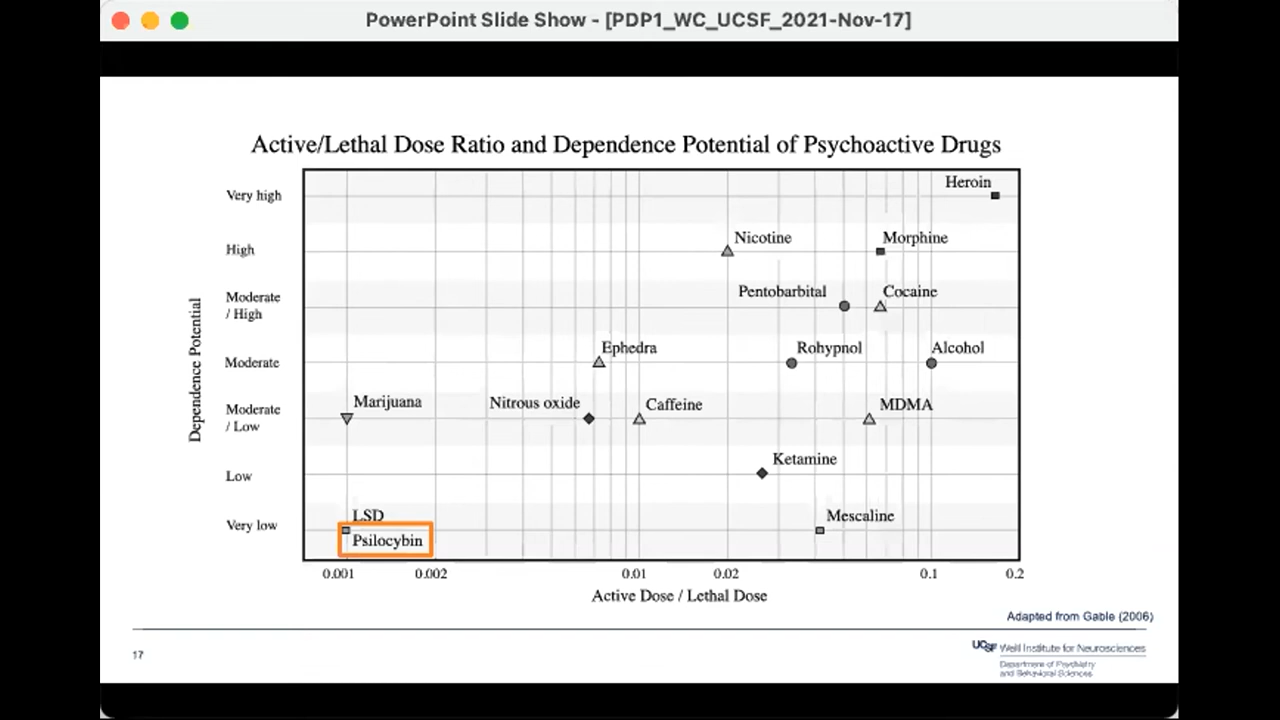 PowerPoint Slide Show - [PDP1_WC_UCSF_2021-Nov-17]
Active/Lethal Dose Ratio and Dependence Potential of Psychoactive Drugs
Very high
Heroin
High
Nicotine
Morphine
Moderate
/ High
Pentobarbital
Cocaine
Moderate
Ephedra
Rohypnol
Alcohol
Moderate
/ Low
Marijuana
Nitrous oxide
Caffeine
MDMA
Low
Ketamine
Very low
LSD
Psilocybin
Mescaline
Dependence Potential
0.001 0.002 0.01 0.02 0.1 0.2
Active Dose / Lethal Dose
Adapted from Gable (2006)
17
UCSF Weill Institute for Neurosciences
Department of Psychiatry
and Behavioral Sciences